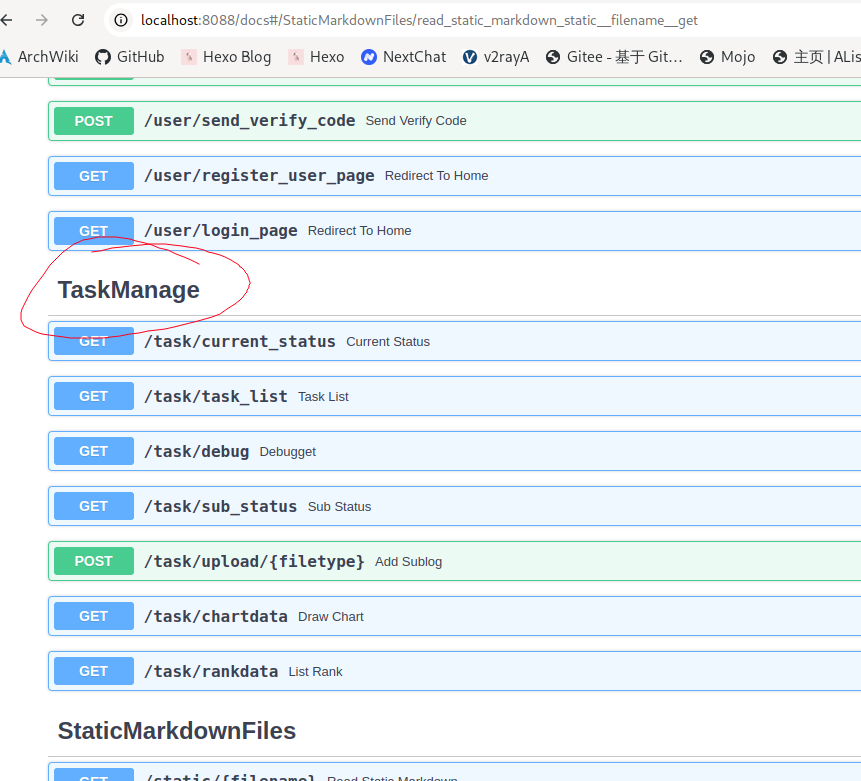 localhost:8088/docs#/StaticMarkdownFiles/read_static_markdown_static__filename__get
ArchWiki GitHub Hexo Blog Hexo NextChat v2rayA Gitee - 基于 Git… Mojo 主页 | ALis
POST /user/send_verify_code Send Verify Code
GET /user/register_user_page Redirect To Home
GET /user/login_page Redirect To Home
TaskManage
GET /task/current_status Current Status
GET /task/task_list Task List
GET /task/debug Debugget
GET /task/sub_status Sub Status
POST /task/upload/{filetype} Add Sublog
GET /task/chartdata Draw Chart
GET /task/rankdata List Rank
StaticMarkdownFiles
GET /static/{filename} Read Static Markdown